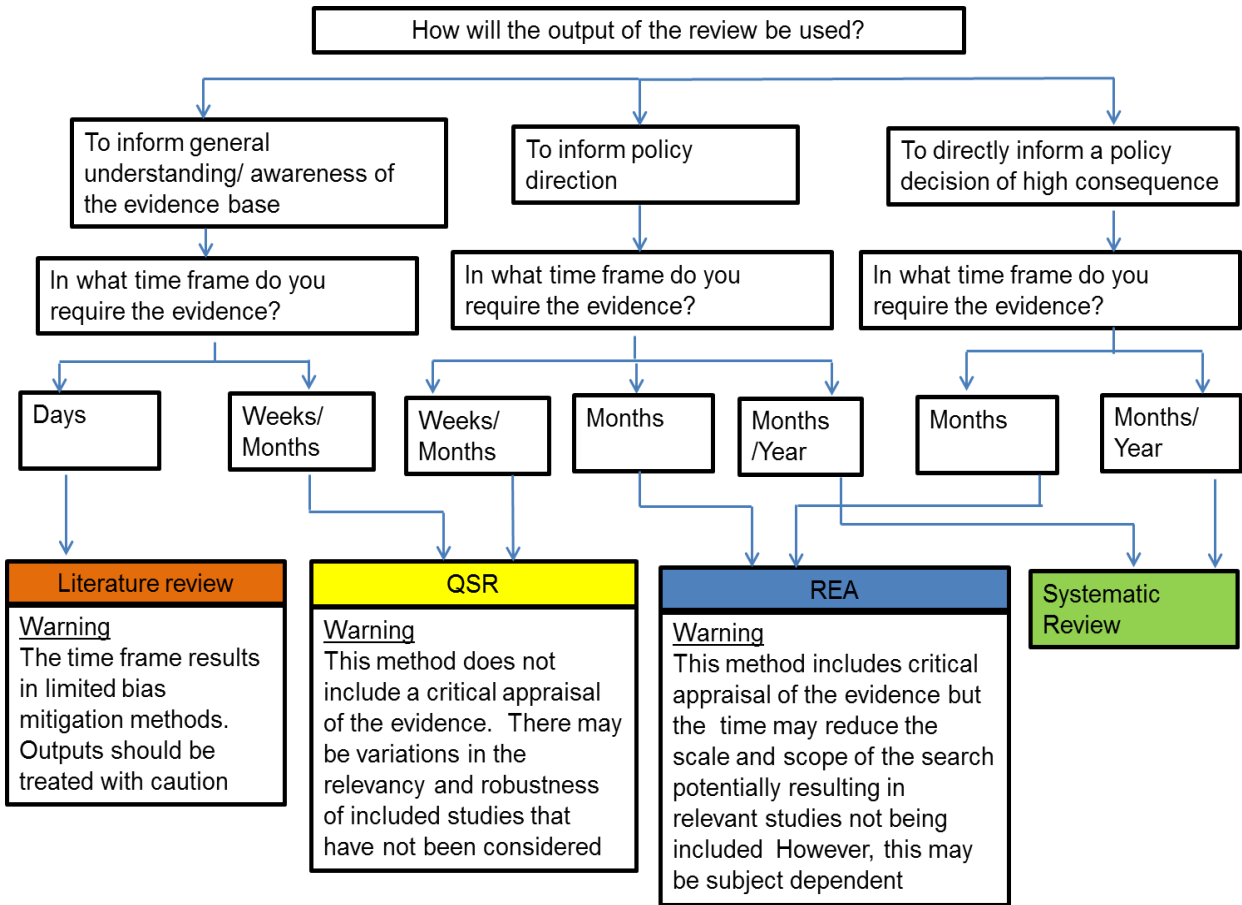 How will the output of the review be used?
To inform general
understanding/ awareness of
the evidence base
To inform policy
direction
To directly inform a policy
decision of high consequence
In what time frame do you
require the evidence?
In what time frame do you
require the evidence?
In what time frame do you
require the evidence?
Days
Weeks/
Months
Weeks/
Months
Months
Months
/Year
Months
Months/
Year
Literature review
Warning
The time frame results
in limited bias
mitigation methods.
Outputs should be
treated with caution
QSR
Warning
This method does not
include a critical appraisal
of the evidence.  There may
be variations in the
relevancy and robustness
of included studies that
have not been considered
REA
Warning
This method includes critical
appraisal of the evidence but
the  time may reduce the
scale and scope of the search
potentially resulting in
relevant studies not being
included  However, this may
be subject dependent
Systematic
Review